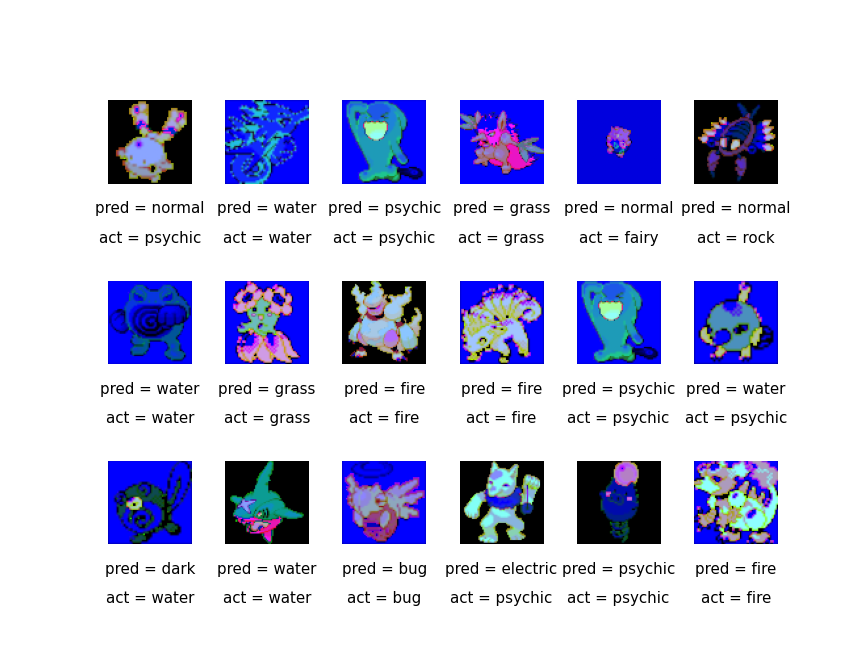 pred = normal pred = water pred = psychic pred = grass pred = normal pred = normal
act = psychic act = water act = psychic act = grass act = fairy act = rock
pred = water pred = grass pred = fire pred = fire pred = psychic pred = water
act = water act = grass act = fire act = fire act = psychic act = psychic
pred = dark pred = water pred = bug pred = electric pred = psychic pred = fire
act = water act = water act = bug act = psychic act = psychic act = fire